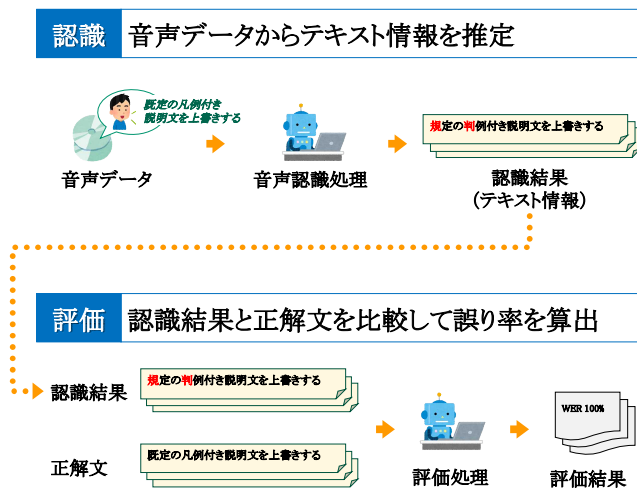 認識 音声データからテキスト情報を推定
既定の凡例付き
説明文を上書きする
規定の判例付き説明文を上書きする
音声データ
音声認識処理
認識結果
(テキスト情報)
評価 認識結果と正解文を比較して誤り率を算出
認識結果
規定の判例付き説明文を上書きする
WER 100%
正解文
既定の凡例付き説明文を上書きする
評価処理
評価結果